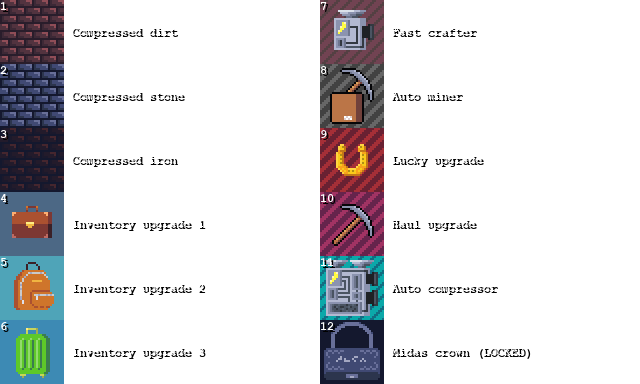 1 Compressed dirt
2 Compressed stone
3 Compressed iron
4 Inventory upgrade 1
5 Inventory upgrade 2
6 Inventory upgrade 3
7 Fast crafter
8 Auto miner
9 Lucky upgrade
10 Haul upgrade
11 Auto compressor
12 Midas crown (LOCKED)